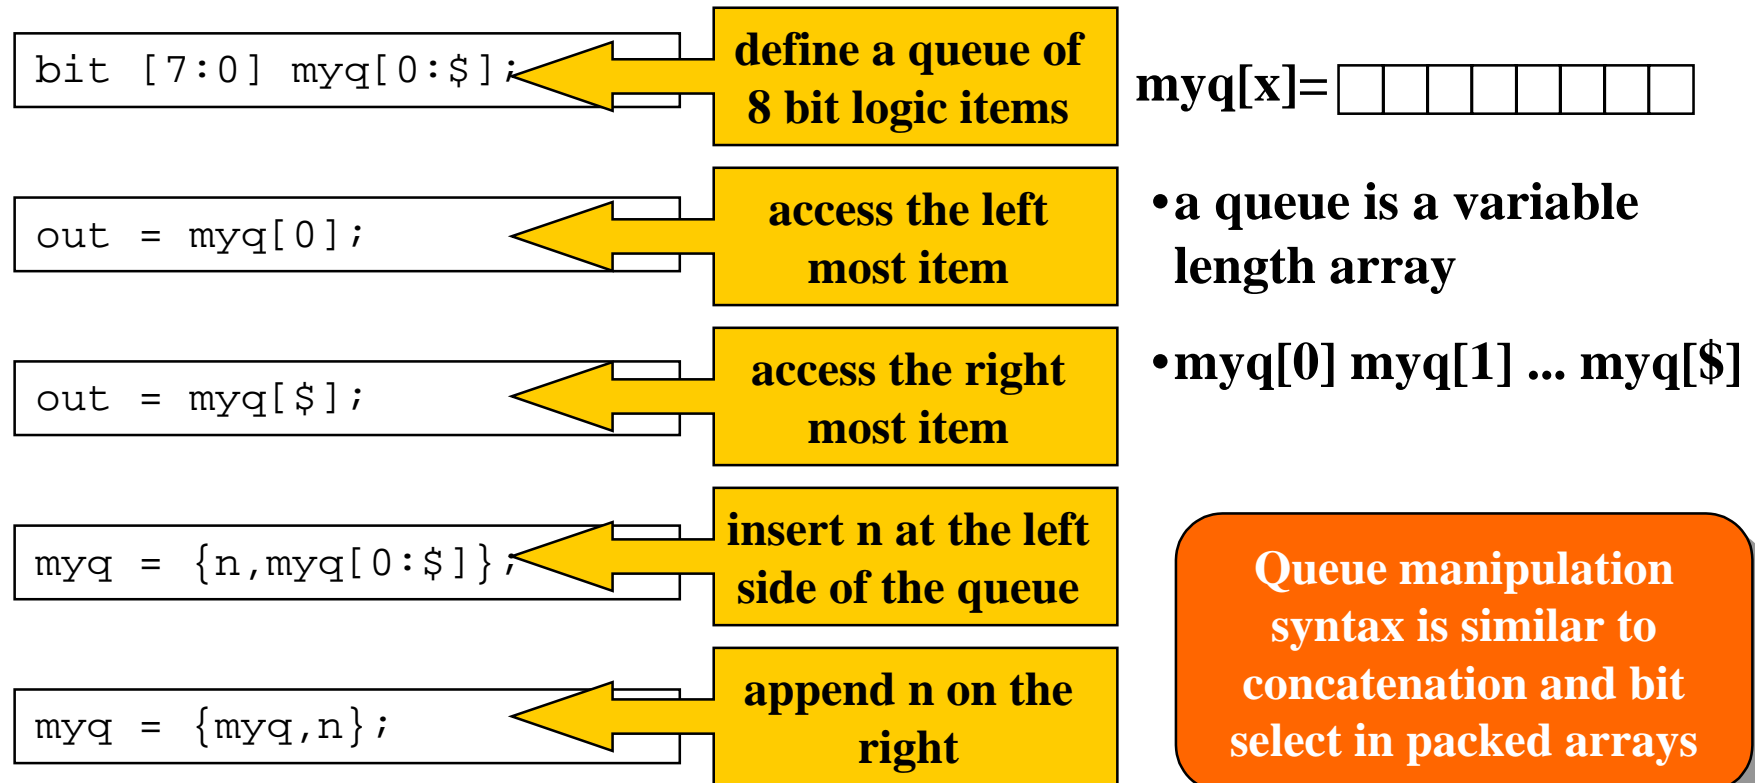 bit [7:0] myq[0:$];
define a queue of
8 bit logic items
myq[x]=
out = myq[0];
access the left
most item
•a queue is a variable
length array
out = myq[$];
access the right
most item
•myq[0] myq[1] ... myq[$]
myq = {n,myq[0:$]};
insert n at the left
side of the queue
myq = {myq,n};
append n on the
right
Queue manipulation
syntax is similar to
concatenation and bit
select in packed arrays